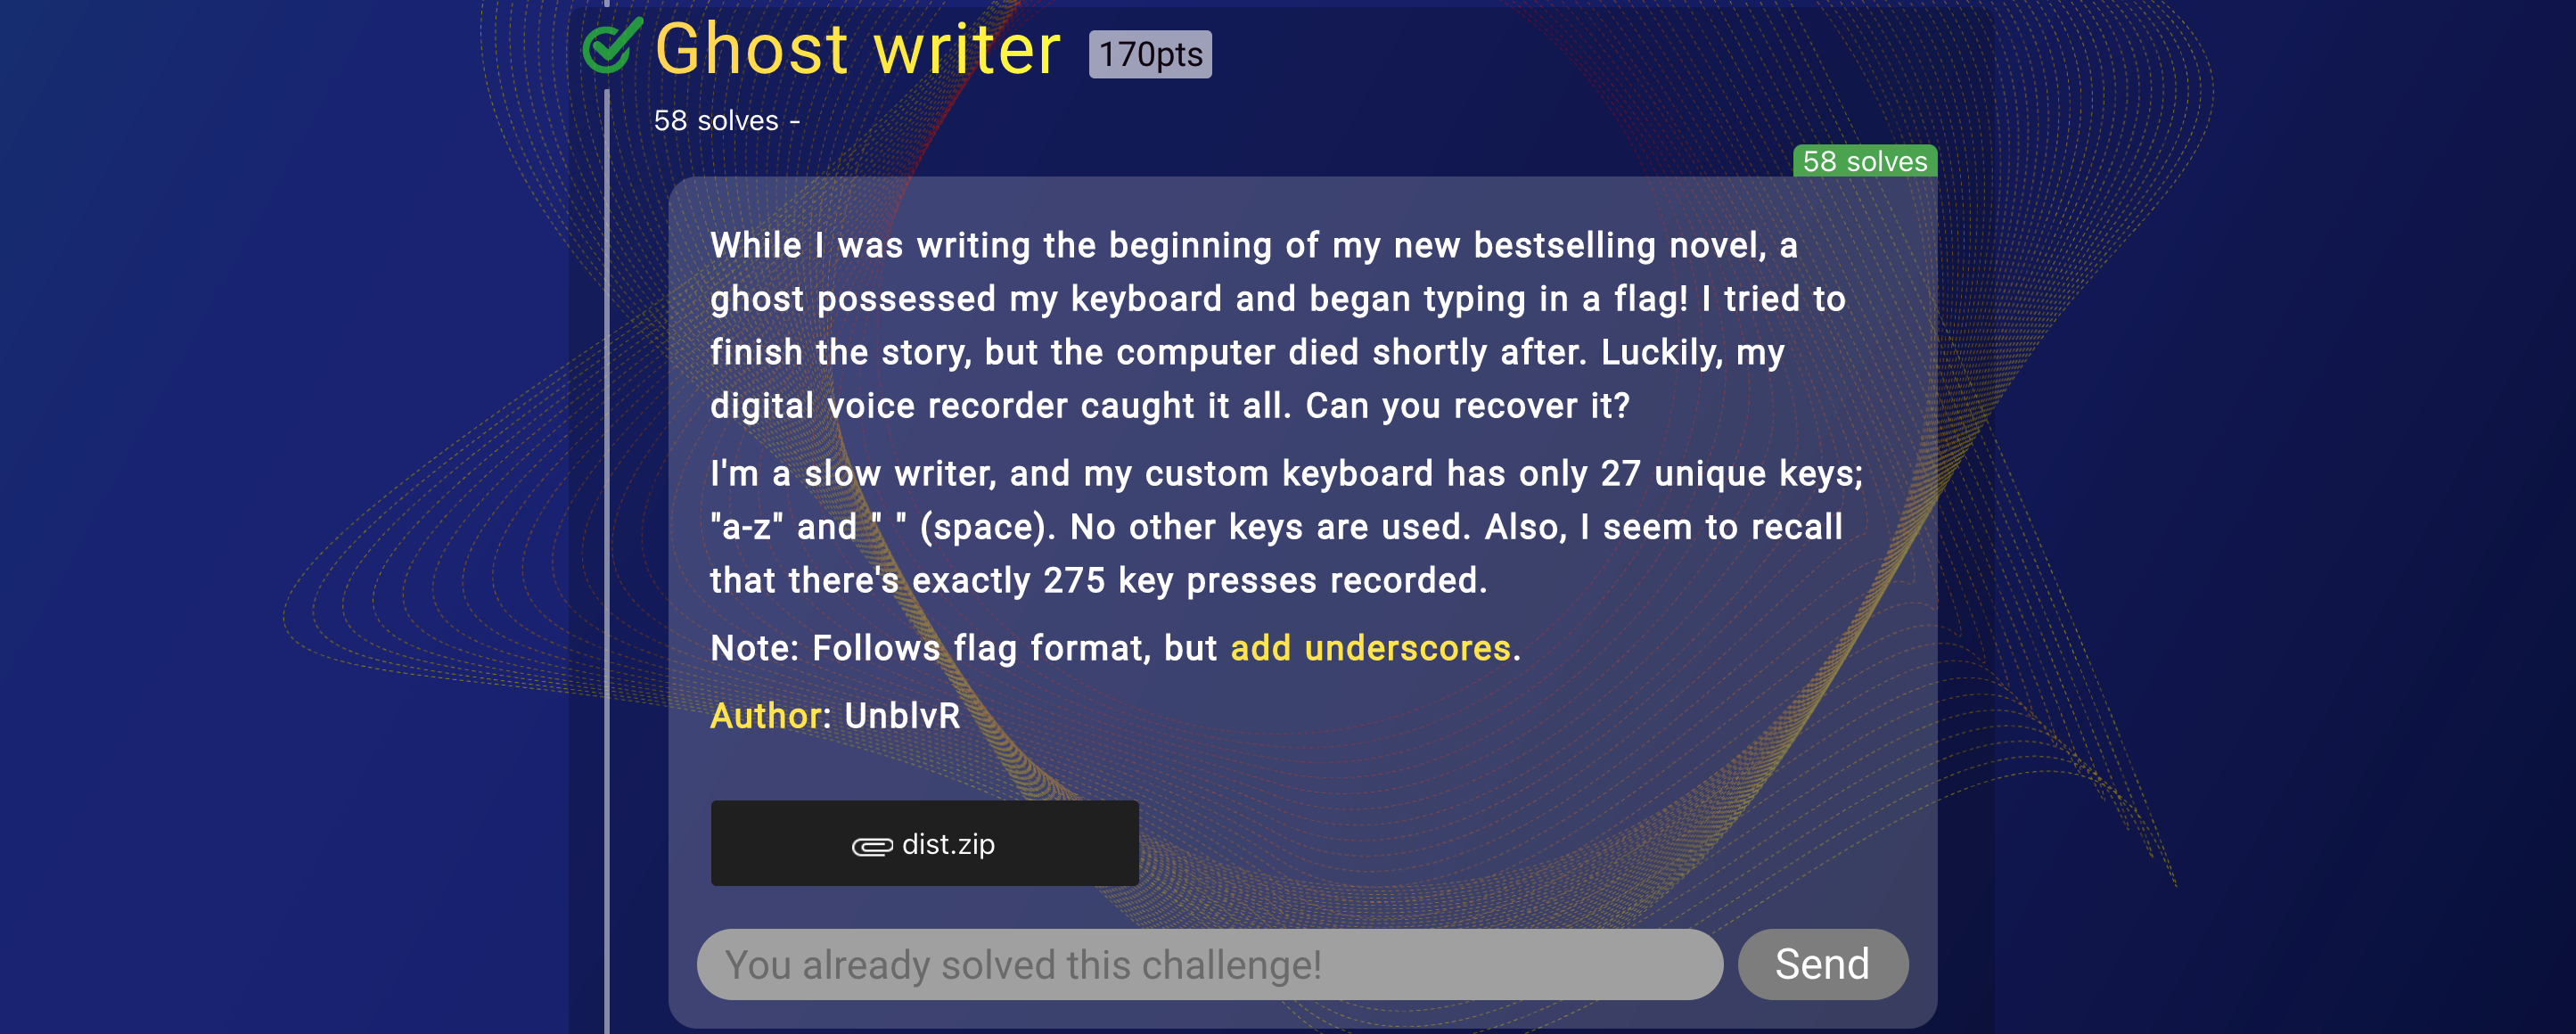 Ghost writer 170pts
58 solves -
58 solves
While I was writing the beginning of my new bestselling novel, a
ghost possessed my keyboard and began typing in a flag! I tried to
finish the story, but the computer died shortly after. Luckily, my
digital voice recorder caught it all. Can you recover it?
I'm a slow writer, and my custom keyboard has only 27 unique keys;
"a-z" and " " (space). No other keys are used. Also, I seem to recall
that there's exactly 275 key presses recorded.
Note: Follows flag format, but add underscores.
Author: UnblvR
dist.zip
You already solved this challenge! Send